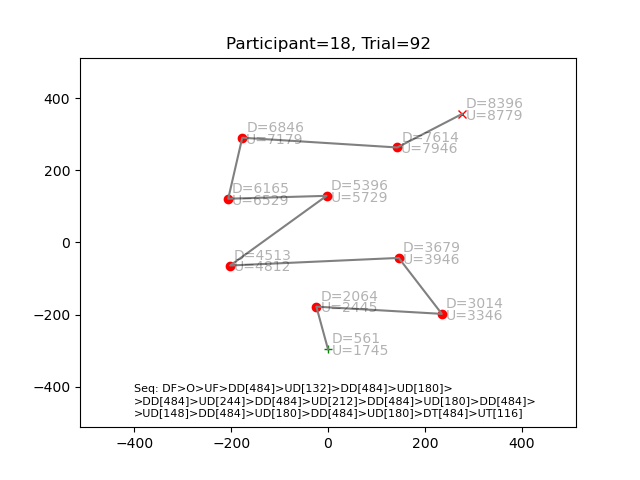 Participant=18, Trial=92
400
200
0
−200
−400
−400
−200
0
200
400
D=8396
U=8779
D=7614
U=7946
D=6846
U=7179
D=6165
U=6529
D=5396
U=5729
D=4513
U=4812
D=3679
U=3946
D=3014
U=3346
D=2064
U=2445
D=561
U=1745
Seq: DF>O>UF>DD[484]>UD[132]>DD[484]>UD[180]>
>DD[484]>UD[244]>DD[484]>UD[212]>DD[484]>UD[180]>DD[484]>
>UD[148]>DD[484]>UD[180]>DD[484]>UD[180]>DT[484]>UT[116]